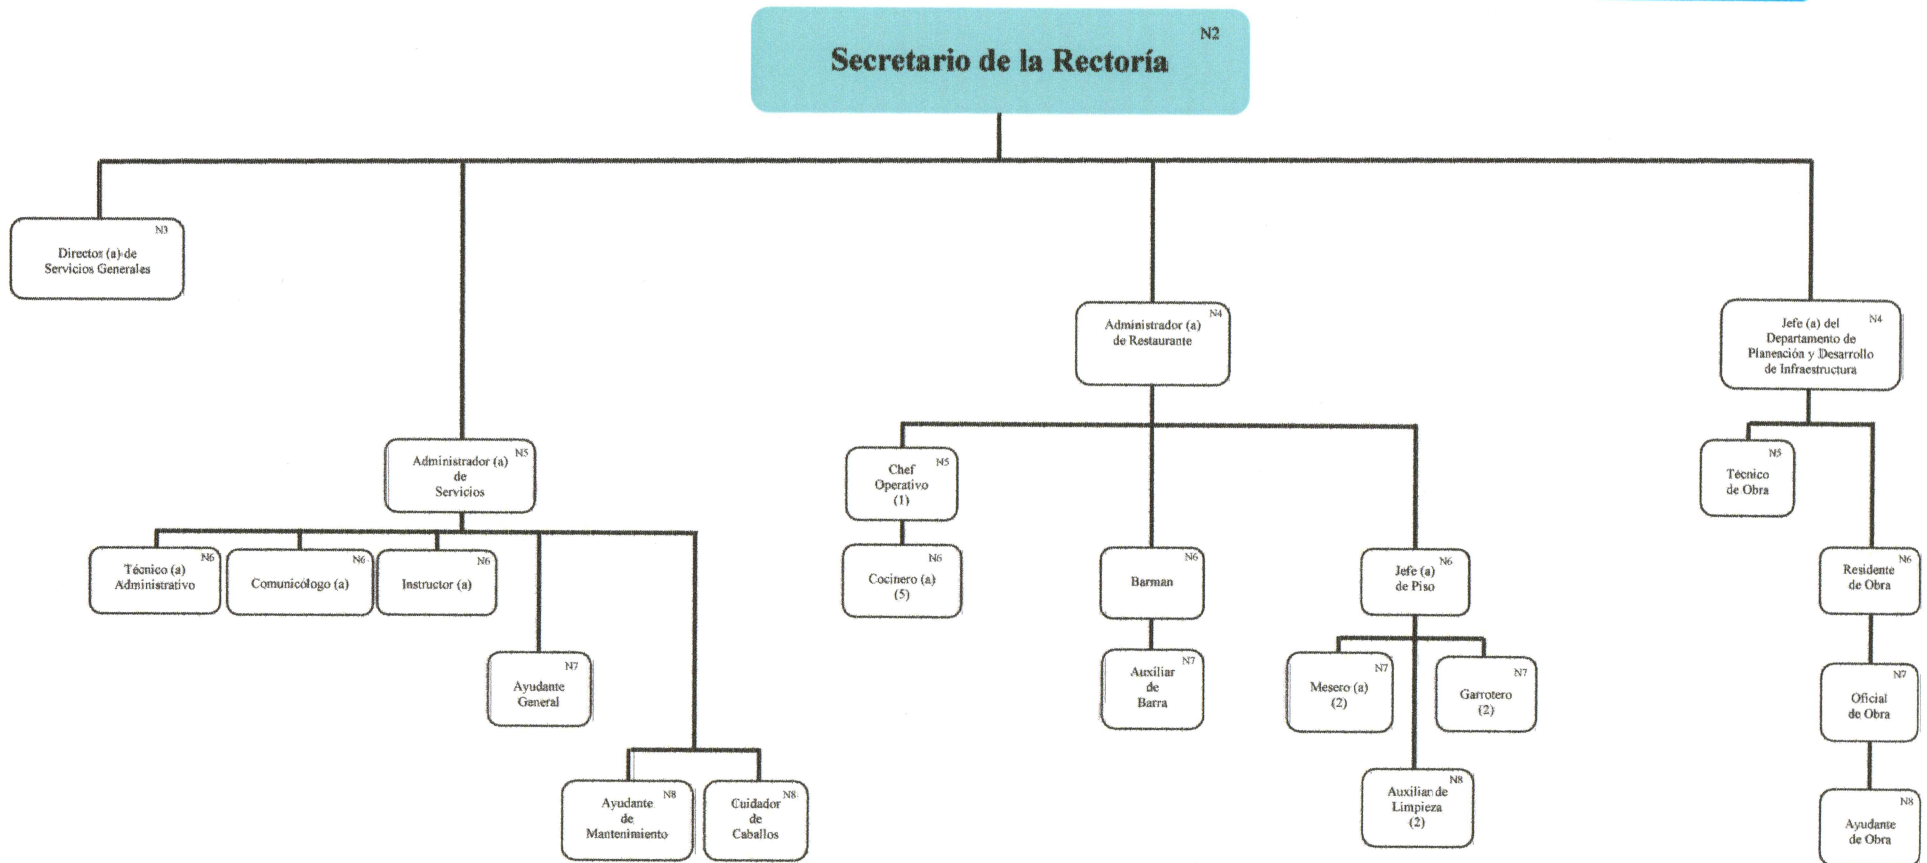 N2
Secretario de la Rectoría
N3
Director (a) de
Servicios Generales
N4
Administrador (a)
de Restaurante
N4
Jefe (a) del
Departamento de
Planeación y Desarrollo
de Infraestructura
N5
Administrador (a)
de
Servicios
N5
Chef
Operativo
(1)
N5
Técnico
de Obra
N6
Técnico (a)
Administrativo
N6
Comunicólogo (a)
N6
Instructor (a)
N6
Cocinero (a)
(5)
N6
Barman
N6
Jefe (a)
de Piso
N6
Residente
de Obra
N7
Ayudante
General
N7
Auxiliar
de
Barra
N7
Mesero (a)
(2)
N7
Garrotero
(2)
N7
Oficial
de Obra
N8
Ayudante
de
Mantenimiento
N8
Cuidador
de
Caballos
N8
Auxiliar de
Limpieza
(2)
N8
Ayudante
de Obra